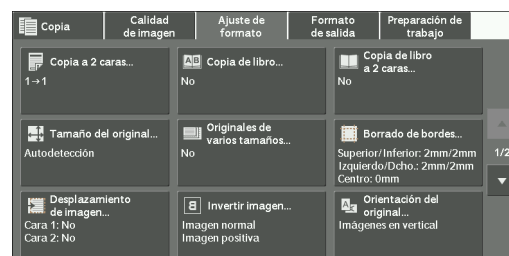 Copia
Calidad
de imagen
Ajuste de
formato
Formato
de salida
Preparación de
trabajo
Copia a 2 caras...
1→1
Copia de libro...
No
Copia de libro
a 2 caras...
No
Tamaño del original...
Autodetección
Originales de
varios tamaños...
No
Borrado de bordes...
Superior/Inferior: 2mm/2mm
Izquierdo/Dcho.: 2mm/2mm
Centro: 0mm
1/2
Desplazamiento
de imagen...
Cara 1: No
Cara 2: No
Invertir imagen...
Imagen normal
Imagen positiva
Orientación del
original...
Imágenes en vertical